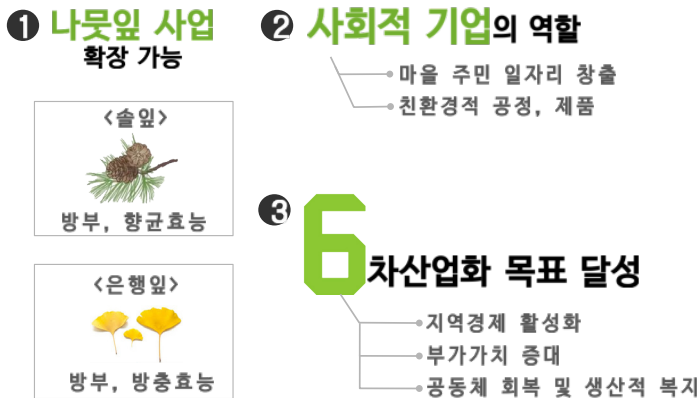 ❶ 나뭇잎 사업
확장 가능
<솔잎>
방부, 향균효능
<은행잎>
방부, 방충효능
❷ 사회적 기업의 역할
마을 주민 일자리 창출
친환경적 공정, 제품
❸ 6차산업화 목표 달성
지역경제 활성화
부가가치 증대
공동체 회복 및 생산적 복지